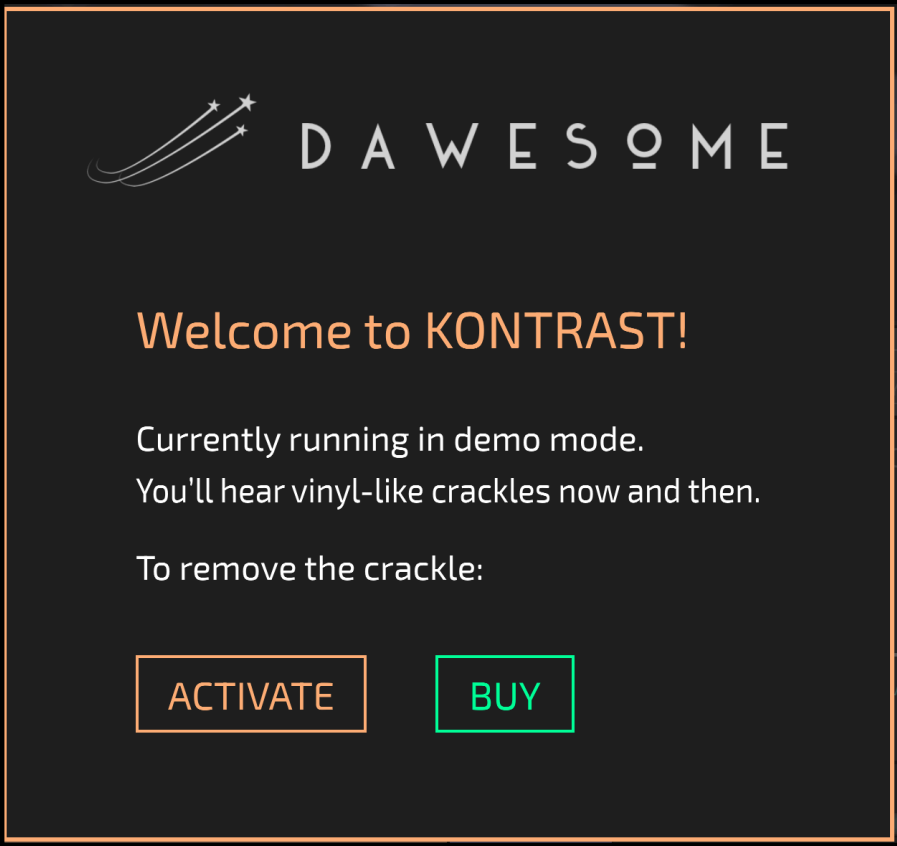 DAWESOME
Welcome to KONTRAST!
Currently running in demo mode.
You'll hear vinyl-like crackles now and then.
To remove the crackle:
ACTIVATE
BUY